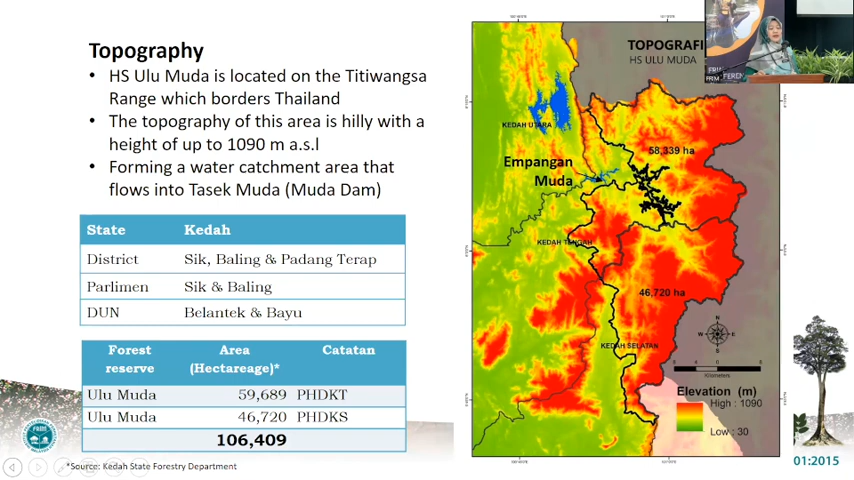 Topography
• HS Ulu Muda is located on the Titiwangsa
Range which borders Thailand
• The topography of this area is hilly with a
height of up to 1090 m a.s.l
• Forming a water catchment area that
flows into Tasek Muda (Muda Dam)
State Kedah
District Sik, Baling & Padang Terap
Parlimen Sik & Baling
DUN Belantek & Bayu
Forest Area Catatan
reserve (Hectareage)*
Ulu Muda 59,689 PHDKT
Ulu Muda 46,720 PHDKS
106,409
*Source: Kedah State Forestry Department
FRIM
TOPOGRAFI
HS ULU MUDA
KEDAH UTARA
58,339 ha
Empangan
Muda
KEDAH TENGAH
46,720 ha
KEDAH SELATAN
N
W E
S
Kilometers
Elevation (m)
High : 1090
Low : 30
01:2015